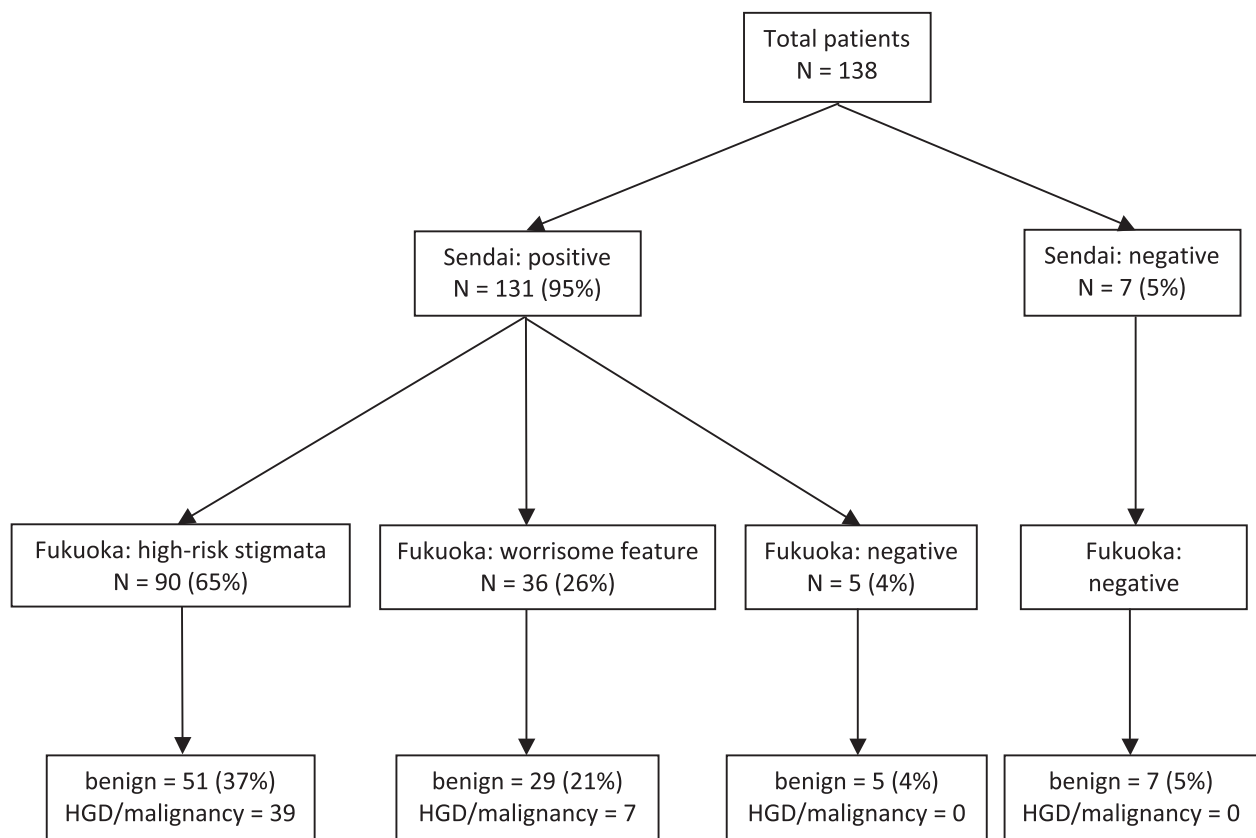 Total patients
N = 138
Sendai: positive
N = 131 (95%)
Sendai: negative
N = 7 (5%)
Fukuoka: high-risk stigmata
N = 90 (65%)
Fukuoka: worrisome feature
N = 36 (26%)
Fukuoka: negative
N = 5 (4%)
Fukuoka:
negative
benign = 51 (37%)
HGD/malignancy = 39
benign = 29 (21%)
HGD/malignancy = 7
benign = 5 (4%)
HGD/malignancy = 0
benign = 7 (5%)
HGD/malignancy = 0